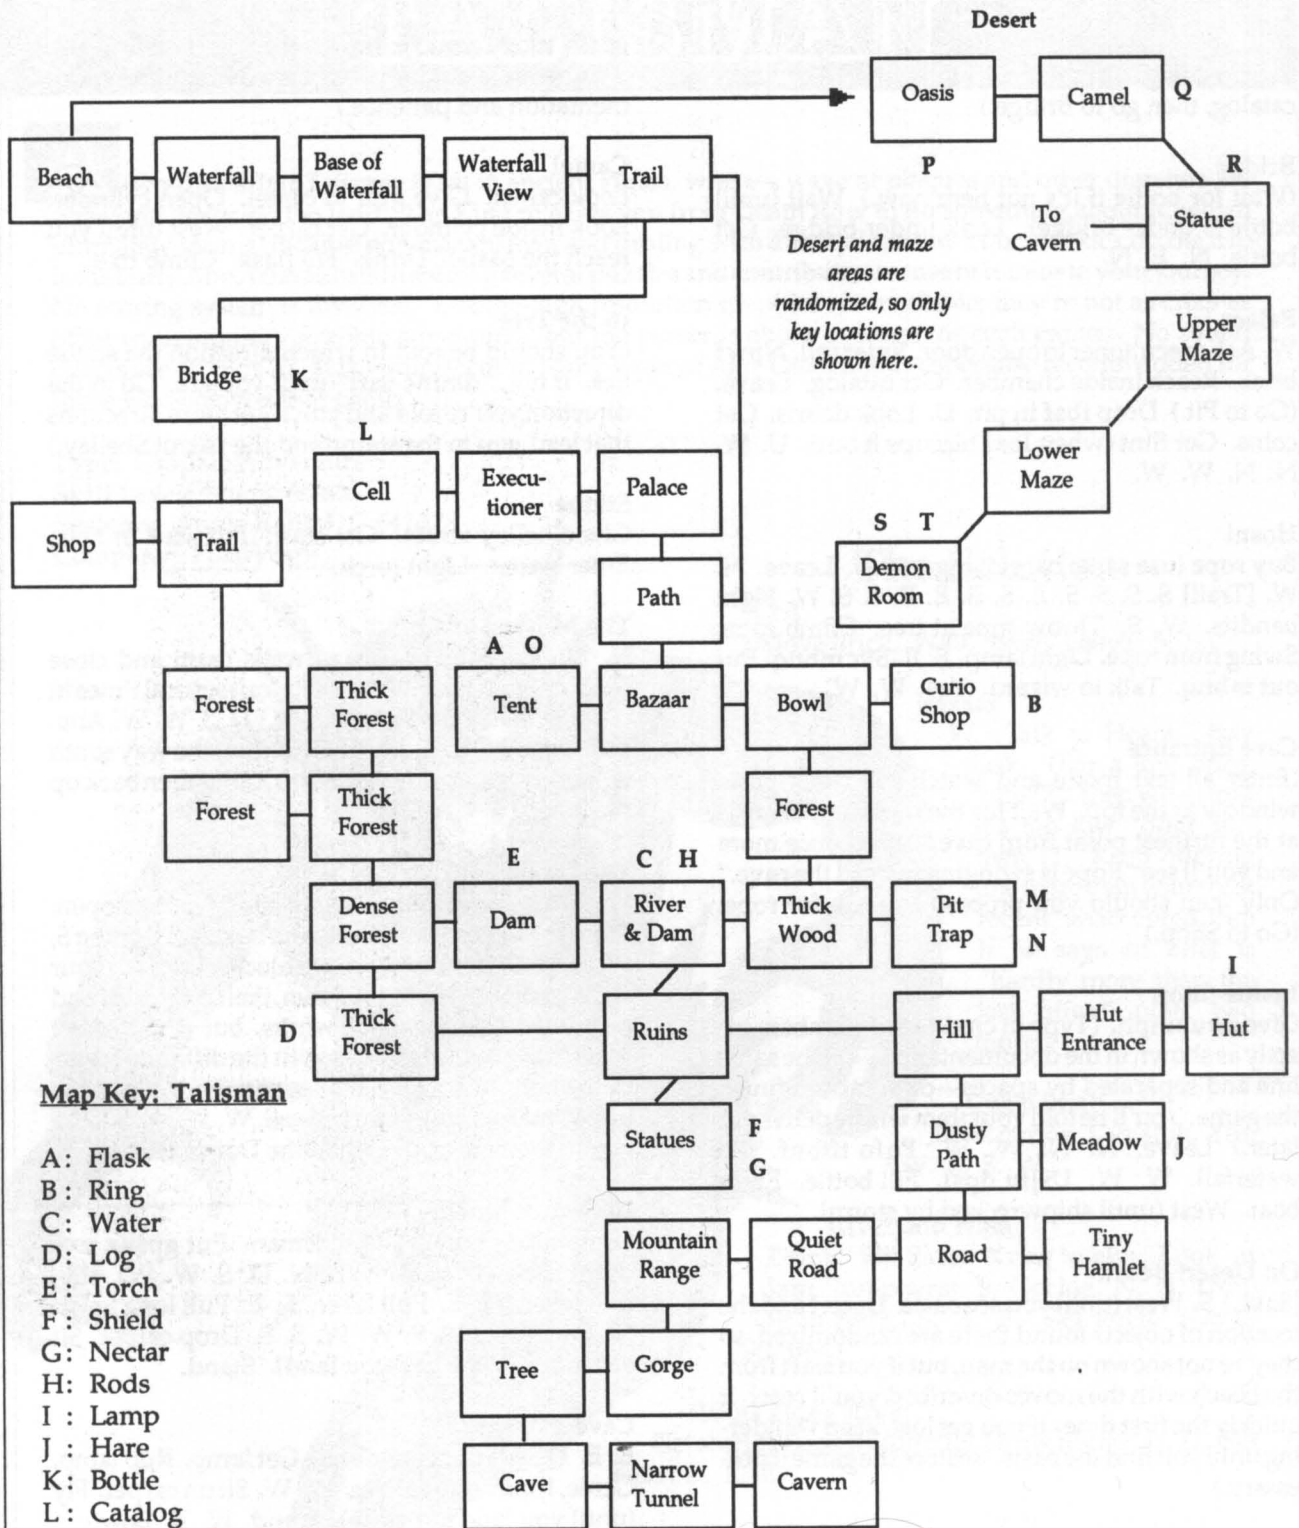 Desert
Oasis
Camel
Q
Beach
Waterfall
Base of
Waterfall
Waterfall
View
Trail
P
R
To
Cavern
Statue
Desert and maze
areas are
randomized, so only
key locations are
shown here.
Upper
Maze
Bridge
K
L
Cell
Execu-
tioner
Palace
Lower
Maze
Shop
Trail
S T
Demon
Room
Path
A O
Forest
Thick
Forest
Tent
Bazaar
Bowl
Curio
Shop
B
Forest
Thick
Forest
Forest
E
C H
Dense
Forest
Dam
River
& Dam
Thick
Wood
Pit
Trap
M
N
I
D
Thick
Forest
Ruins
Hill
Hut
Entrance
Hut
Map Key: Talisman
Statues
F
G
Dusty
Path
Meadow
J
A: Flask
B: Ring
C: Water
D: Log
E: Torch
F: Shield
G: Nectar
H: Rods
I : Lamp
J : Hare
K: Bottle
L: Catalog
Mountain
Range
Quiet
Road
Road
Tiny
Hamlet
Tree
Gorge
Cave
Narrow
Tunnel
Cavern